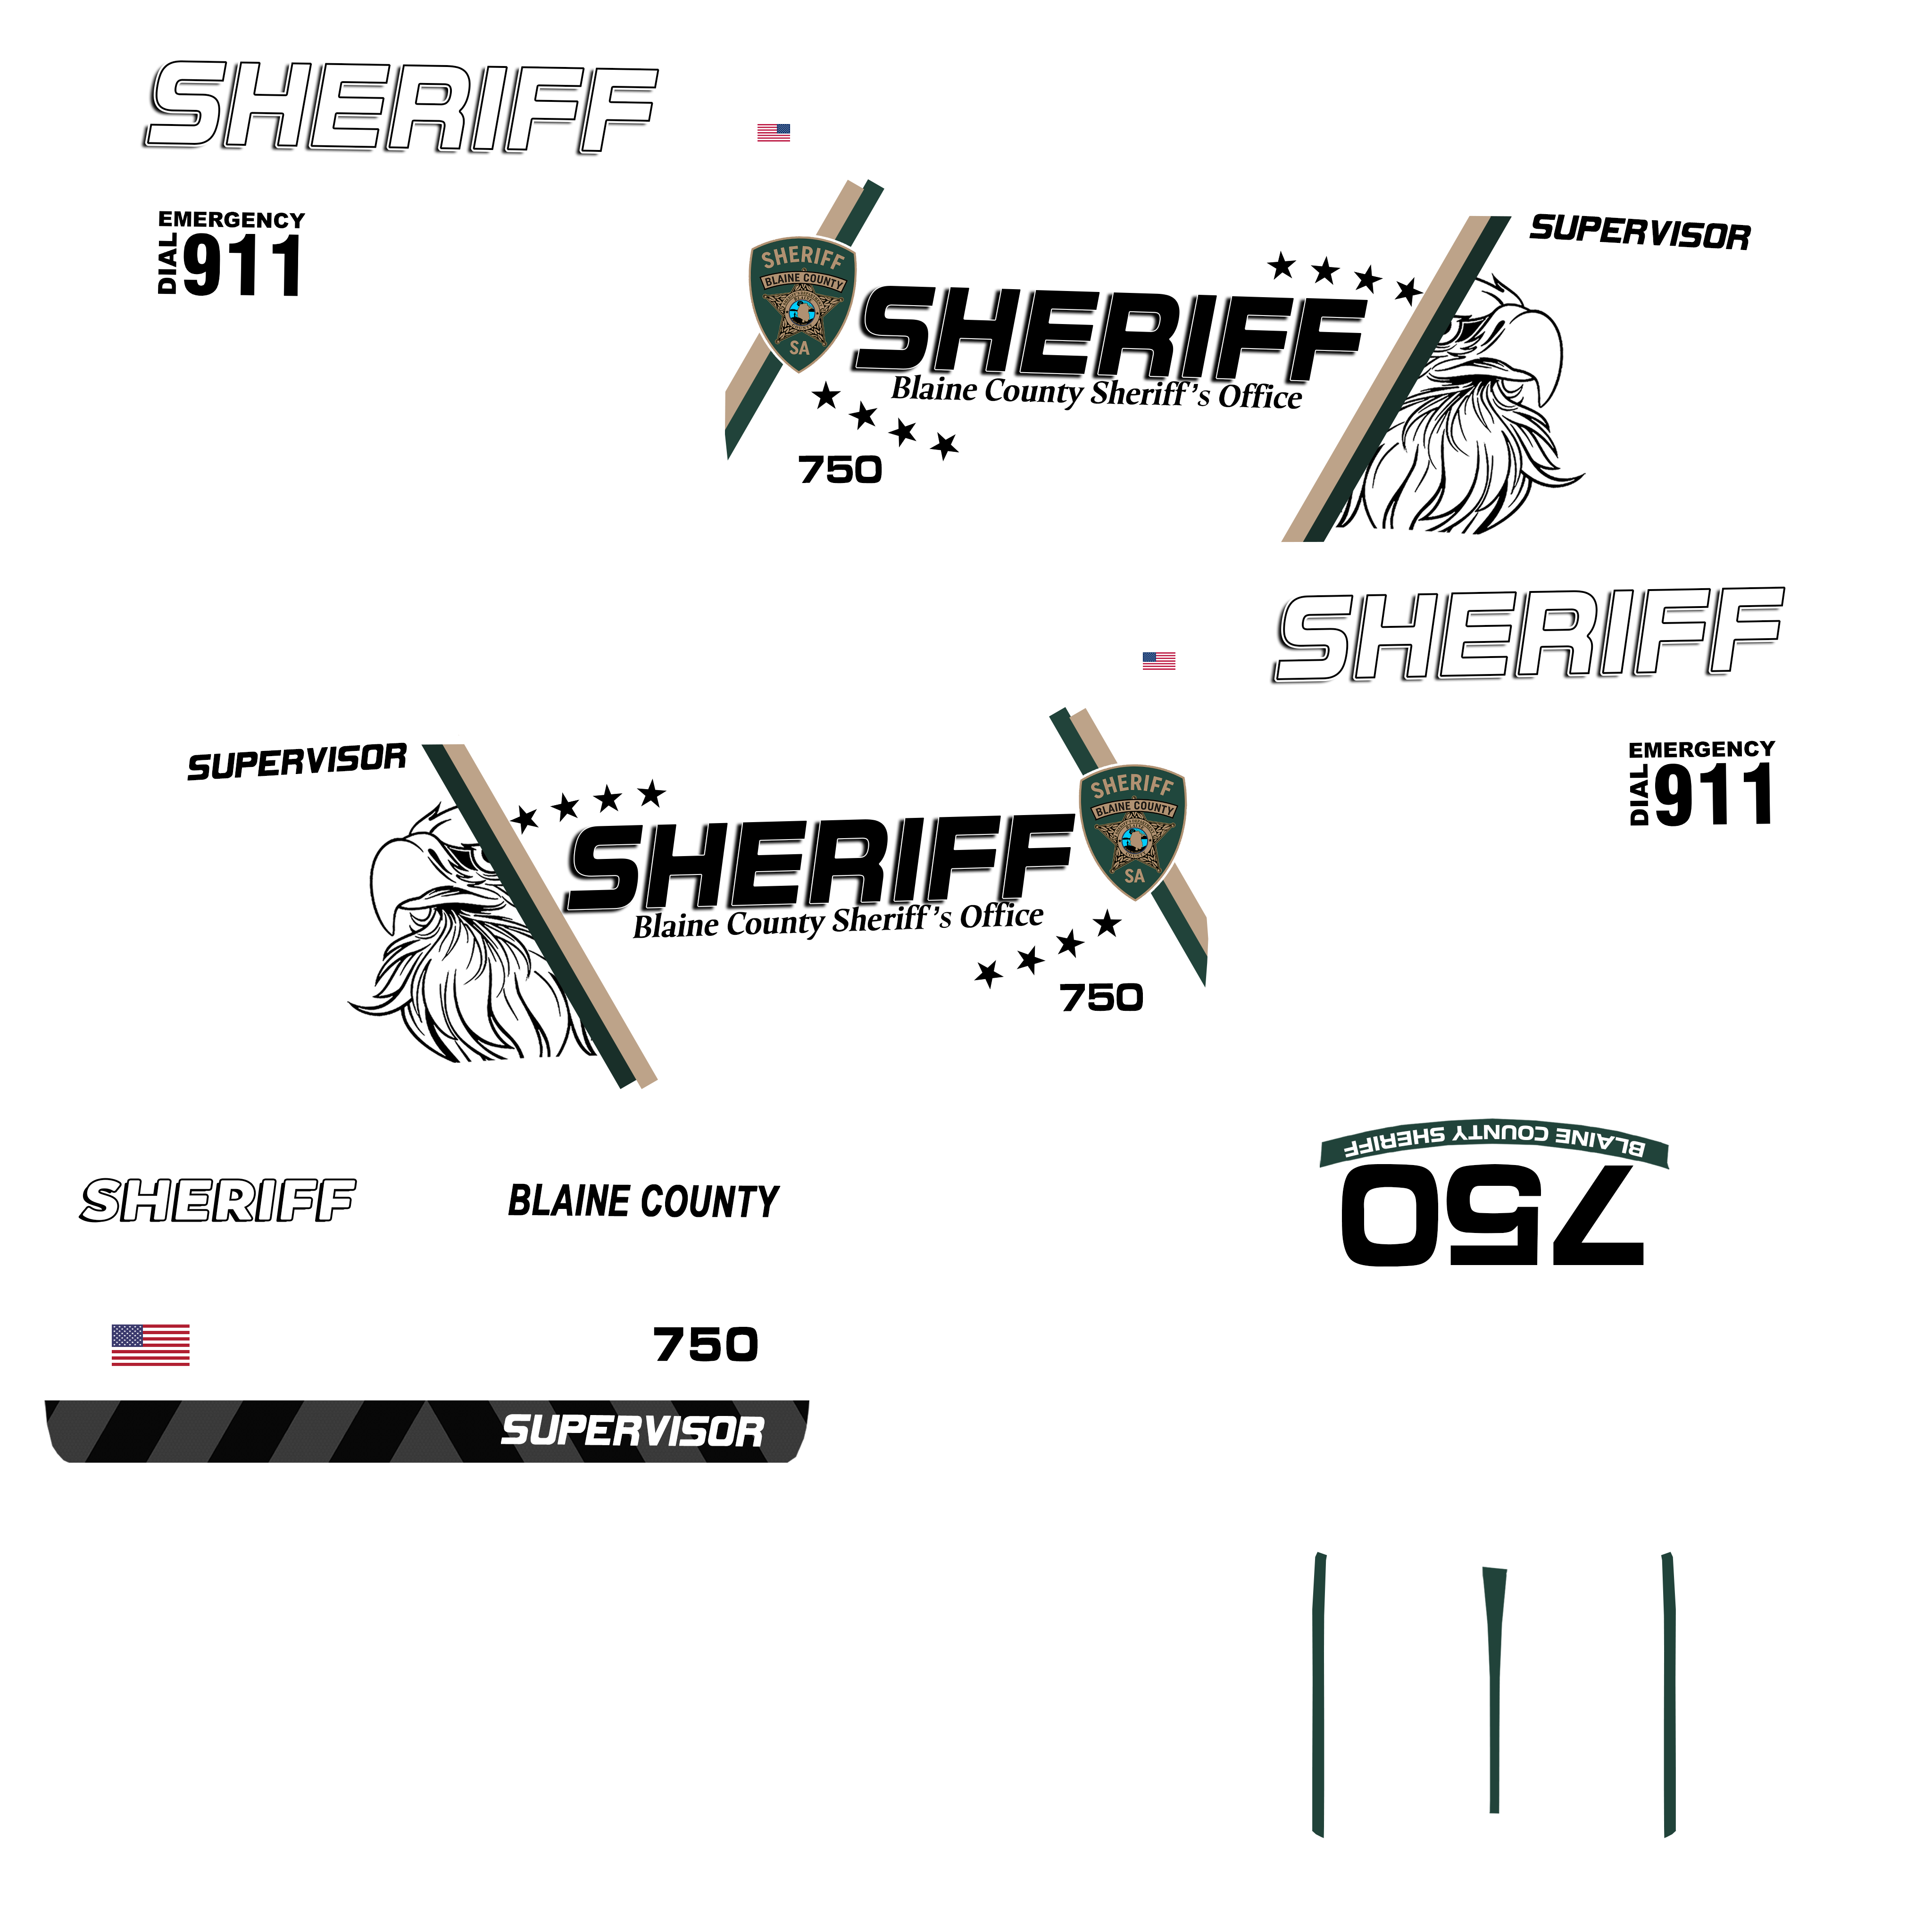 SHERIFF
EMERGENCY
DIAL
911
SHERIFF
BLAINE COUNTY
SA
SUPERVISOR
SHERIFF
Blaine County Sheriff's Office
750
SHERIFF
SUPERVISOR
SHERIFF
BLAINE COUNTY
SA
EMERGENCY
DIAL
911
SHERIFF
Blaine County Sheriff's Office
750
BLAINE COUNTY SHERIFF
750
SHERIFF
BLAINE COUNTY
750
SUPERVISOR